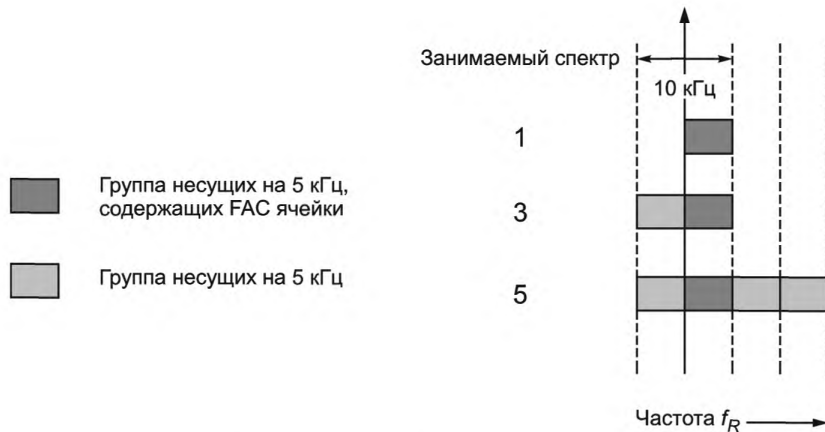 Занимаемый спектр
10 кГц
1
Группа несущих на 5 кГц,
содержащих FAC ячейки
3
Группа несущих на 5 кГц
5
Частота f_R